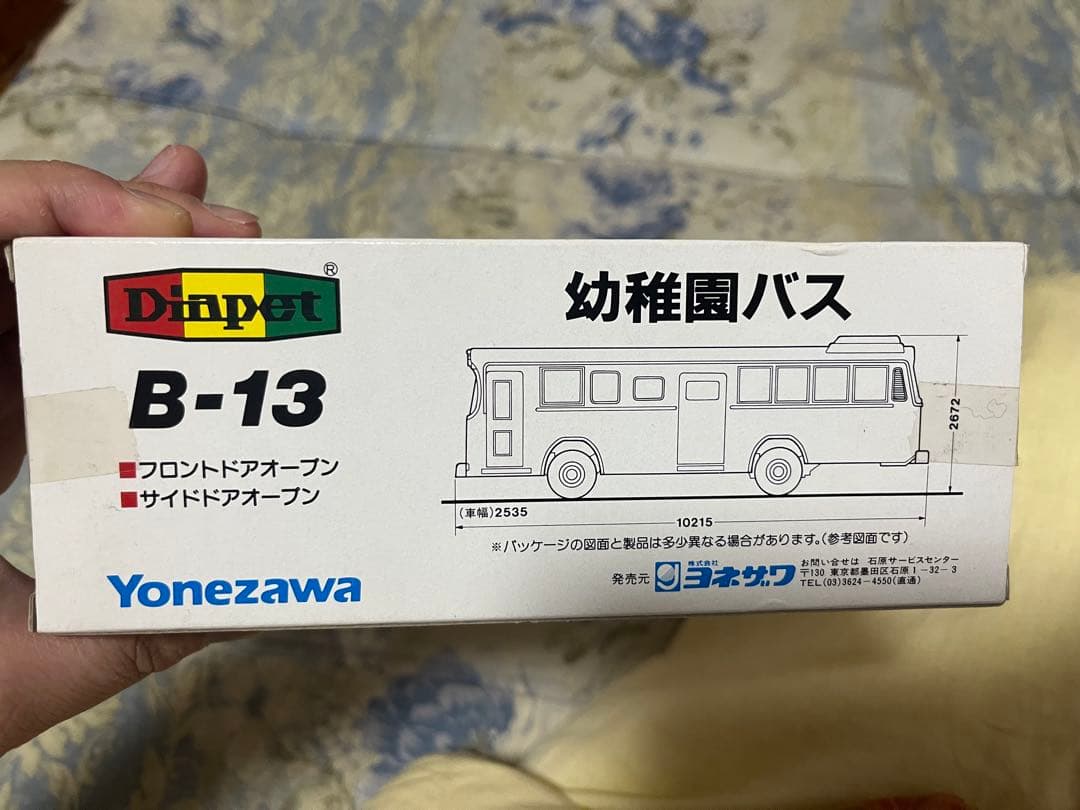 Diapet®
B-13
■フロントドアオープン
■サイドドアオープン
Yonezawa
幼稚園バス
2672
(車幅)2535
10215
※パッケージの図面と製品は多少異なる場合があります。(参考図面です)
発売元 株式会社 ヨネザワ
お問い合せは 石原サービスセンター
〒130 東京都墨田区石原1-32-3
TEL(03)3624-4550(直通)